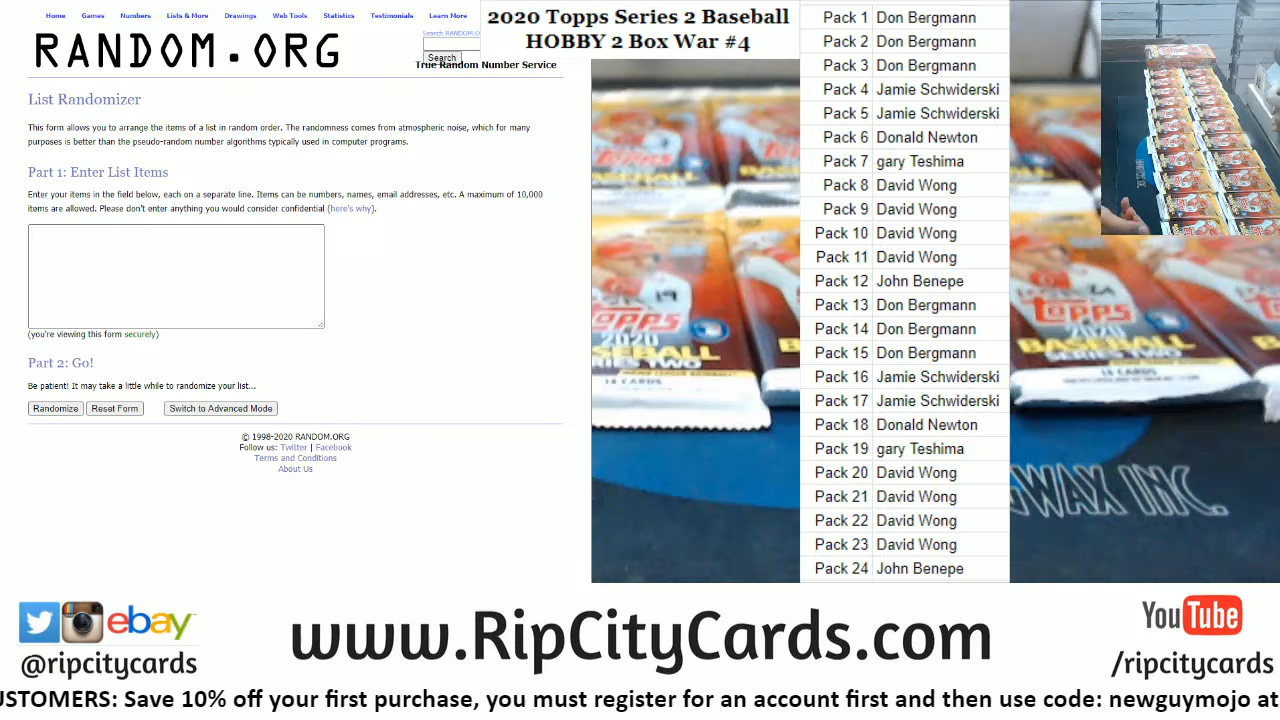 Home Games Numbers Lists & More Drawings Web Tools Statistics Testimonials Learn More
RANDOM.ORG
Search RANDOM.O
Search
True Random Number Service
List Randomizer
This form allows you to arrange the items of a list in random order. The randomness comes from atmospheric noise, which for many
purposes is better than the pseudo-random number algorithms typically used in computer programs.
Part 1: Enter List Items
Enter your items in the field below, each on a separate line. Items can be numbers, names, email addresses, etc. A maximum of 10,000
items are allowed. Please don't enter anything you would consider confidential (here's why).
(you're viewing this form securely)
Part 2: Go!
Be patient! It may take a little while to randomize your list...
Randomize Reset Form Switch to Advanced Mode
© 1998-2020 RANDOM.ORG
Follow us: Twitter | Facebook
Terms and Conditions
About Us
2020 Topps Series 2 Baseball
HOBBY 2 Box War #4
Pack 1 Don Bergmann
Pack 2 Don Bergmann
Pack 3 Don Bergmann
Pack 4 Jamie Schwiderski
Pack 5 Jamie Schwiderski
Pack 6 Donald Newton
Pack 7 gary Teshima
Pack 8 David Wong
Pack 9 David Wong
Pack 10 David Wong
Pack 11 David Wong
Pack 12 John Benepe
Pack 13 Don Bergmann
Pack 14 Don Bergmann
Pack 15 Don Bergmann
Pack 16 Jamie Schwiderski
Pack 17 Jamie Schwiderski
Pack 18 Donald Newton
Pack 19 gary Teshima
Pack 20 David Wong
Pack 21 David Wong
Pack 22 David Wong
Pack 23 David Wong
Pack 24 John Benepe
19
TOPPS
2020
BASEBALL
SERIES TWO
14 CARDS
24
TOPPS
2020
BASEBALL
SERIES TWO
14 CARDS
GWAX INC.
ebay
@ripcitycards
www.RipCityCards.com
YouTube
/ripcitycards
USTOMERS: Save 10% off your first purchase, you must register for an account first and then use code: newguymojo at